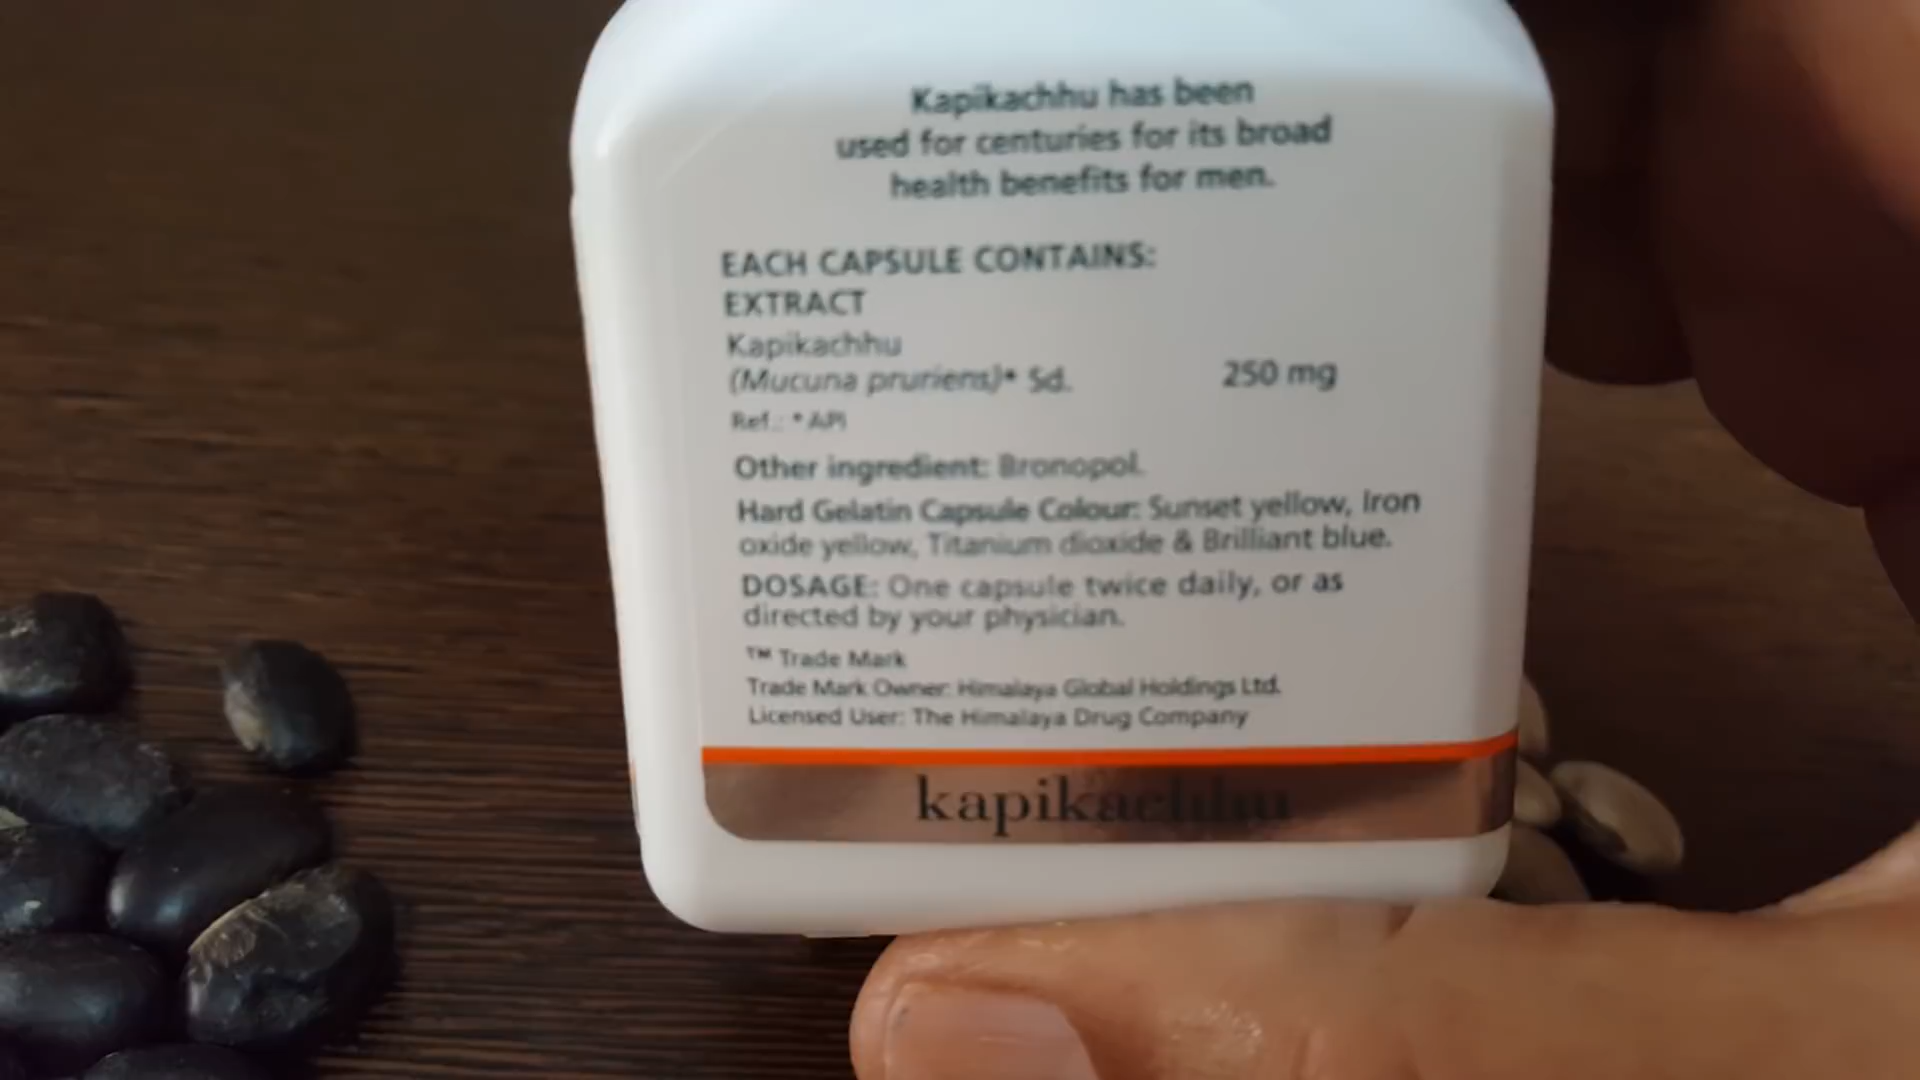 Kapikachhu has been
used for centuries for its broad
health benefits for men.
EACH CAPSULE CONTAINS:
EXTRACT
Kapikachhu
(Mucuna pruriens)* Sd. 250 mg
Ref.: * API
Other ingredient: Bronopol.
Hard Gelatin Capsule Colour: Sunset yellow, Iron
oxide yellow, Titanium dioxide & Brilliant blue.
DOSAGE: One capsule twice daily, or as
directed by your physician.
™ Trade Mark
Trade Mark Owner: Himalaya Global Holdings Ltd.
Licensed User: The Himalaya Drug Company
kapikachhu